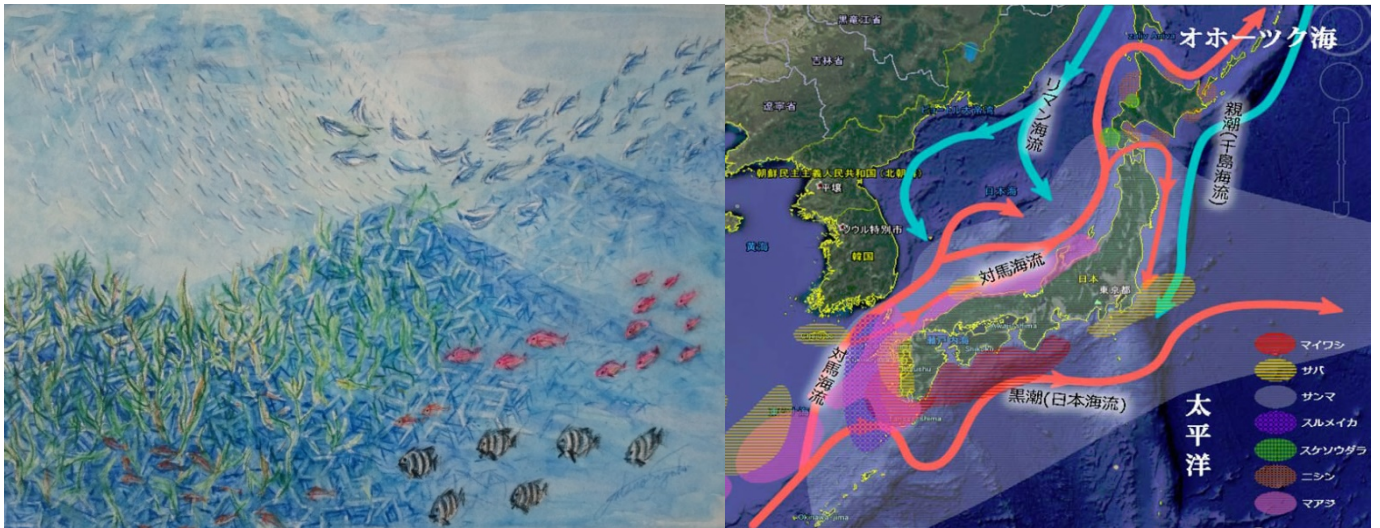 黒竜江省
オホーツク海
吉林省
遼寧省
リマン海流
親潮(千島海流)
朝鮮民主主義人民共和国(北朝鮮)
平壌
日本海
ソウル特別市
黄海
韓国
対馬海流
日本
東京都
対馬海流
黒潮(日本海流)
太平洋
マイワシ
サバ
サンマ
スルメイカ
スケソウダラ
ニシン
マアジ